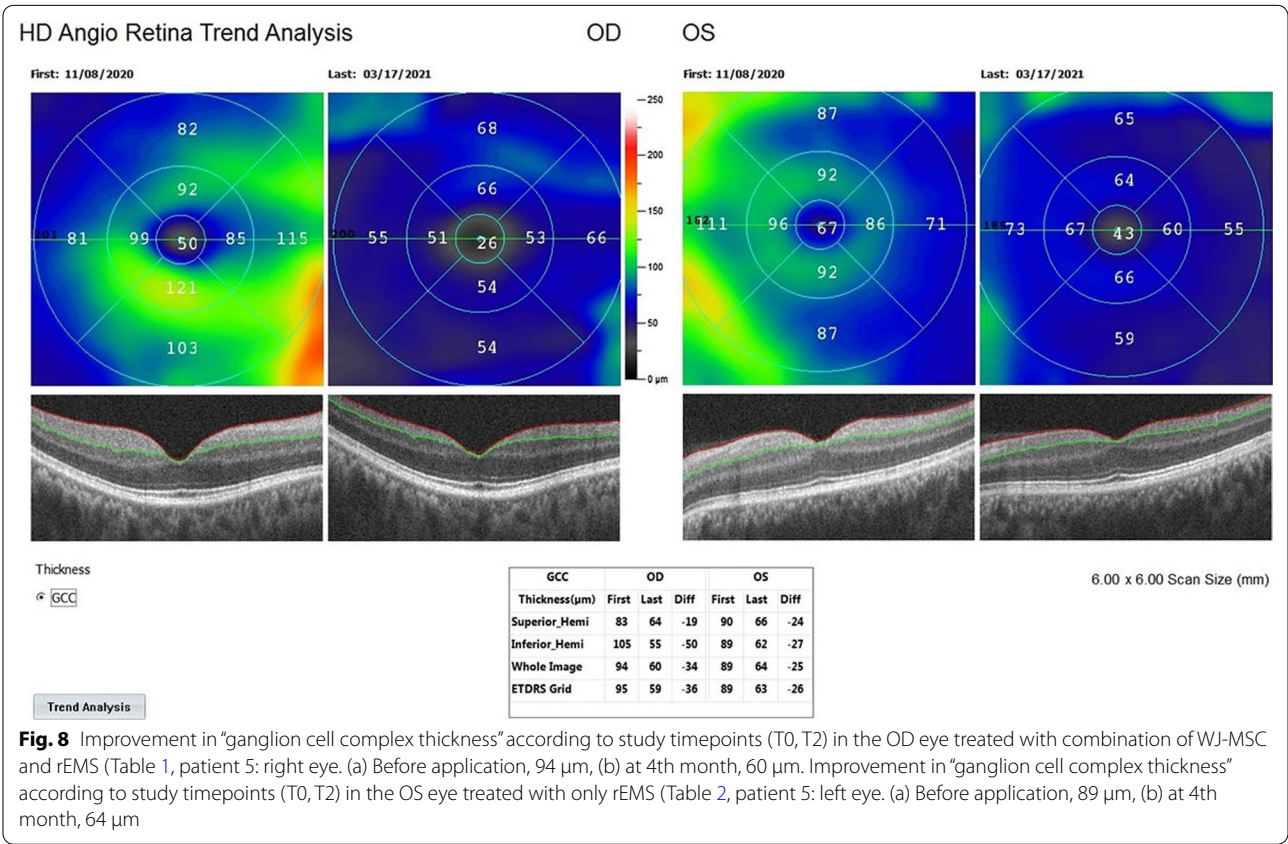 HD Angio Retina Trend Analysis OD OS
First: 11/08/2020 Last: 03/17/2021 First: 11/08/2020 Last: 03/17/2021
82
92
81 99 50 85 115
121
103
68
66
200 55 51 26 53 66
54
54
250
200
150
100
50
0 µm
87
92
111 96 67 86 71
92
87
65
64
73 67 43 60 55
66
59
Thickness
GCC
6.00 x 6.00 Scan Size (mm)
GCC OD OS
Thickness(µm) First Last Diff First Last Diff
Superior_Hemi 83 64 -19 90 66 -24
Inferior_Hemi 105 55 -50 89 62 -27
Whole Image 94 60 -34 89 64 -25
ETDRS Grid 95 59 -36 89 63 -26
Trend Analysis
Fig. 8 Improvement in “ganglion cell complex thickness” according to study timepoints (T0, T2) in the OD eye treated with combination of WJ-MSC
and rEMS (Table 1, patient 5: right eye. (a) Before application, 94 µm, (b) at 4th month, 60 µm. Improvement in “ganglion cell complex thickness”
according to study timepoints (T0, T2) in the OS eye treated with only rEMS (Table 2, patient 5: left eye. (a) Before application, 89 µm, (b) at 4th
month, 64 µm